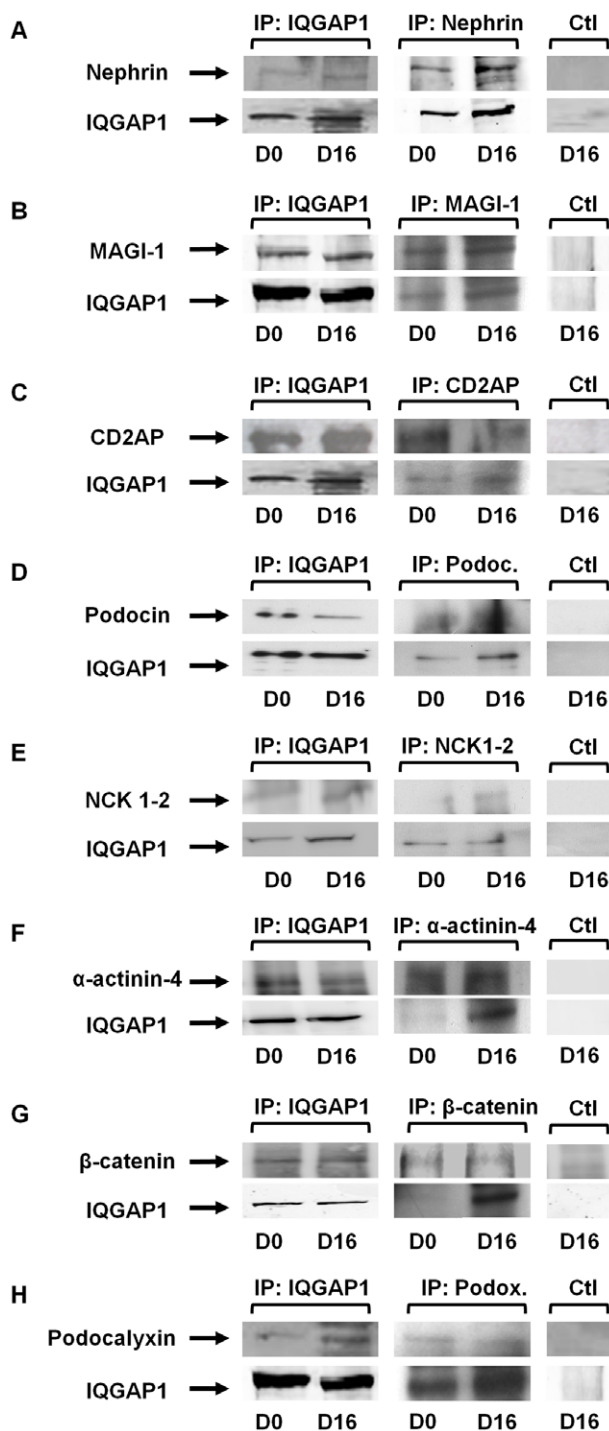 A IP: IQGAP1 IP: Nephrin Ctl
Nephrin
IQGAP1
D0 D16 D0 D16 D16
B IP: IQGAP1 IP: MAGI-1 Ctl
MAGI-1
IQGAP1
D0 D16 D0 D16 D16
C IP: IQGAP1 IP: CD2AP Ctl
CD2AP
IQGAP1
D0 D16 D0 D16 D16
D IP: IQGAP1 IP: Podoc. Ctl
Podocin
IQGAP1
D0 D16 D0 D16 D16
E IP: IQGAP1 IP: NCK1-2 Ctl
NCK 1-2
IQGAP1
D0 D16 D0 D16 D16
F IP: IQGAP1 IP: α-actinin-4 Ctl
α-actinin-4
IQGAP1
D0 D16 D0 D16 D16
G IP: IQGAP1 IP: β-catenin Ctl
β-catenin
IQGAP1
D0 D16 D0 D16 D16
H IP: IQGAP1 IP: Podox. Ctl
Podocalyxin
IQGAP1
D0 D16 D0 D16 D16